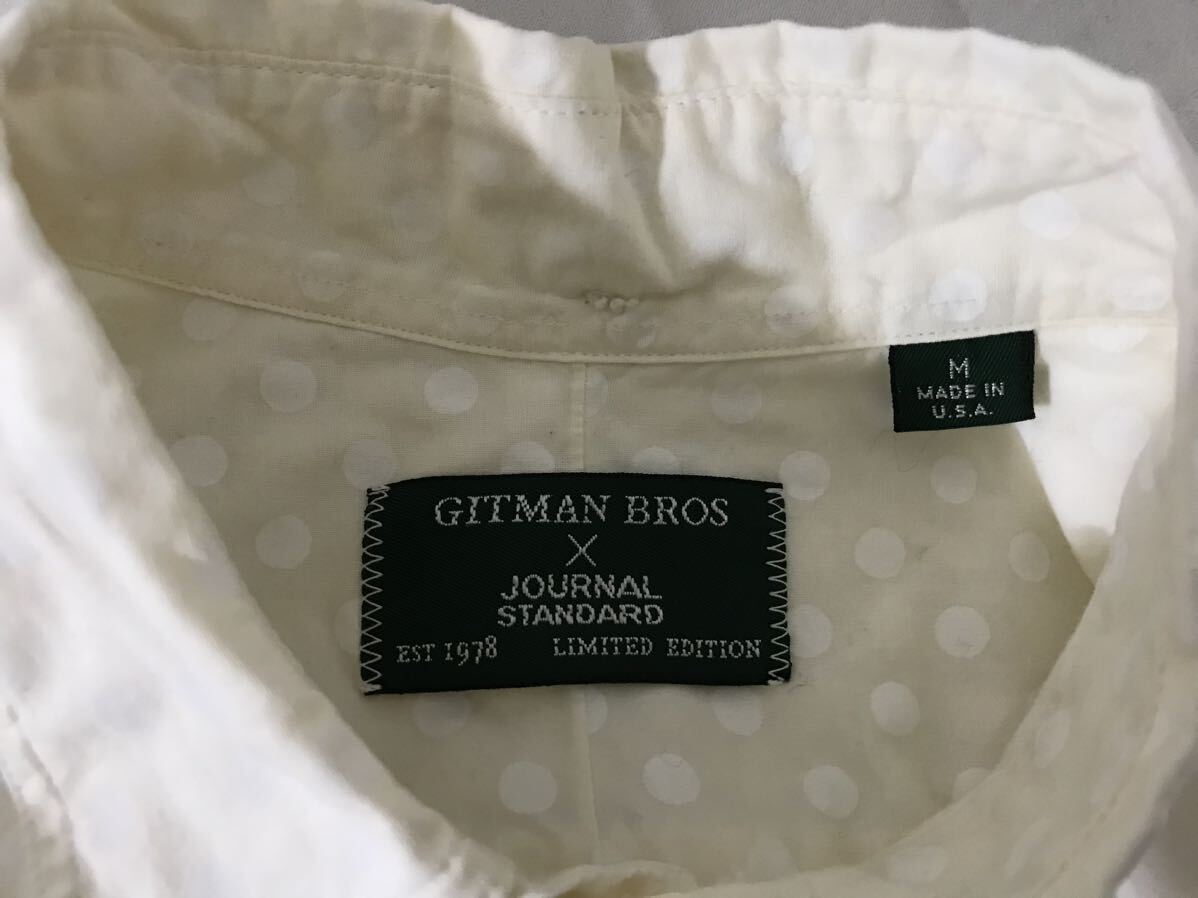 M
MADE IN
U.S.A.
GITMAN BROS
X
JOURNAL
STANDARD
EST 1978 LIMITED EDITION